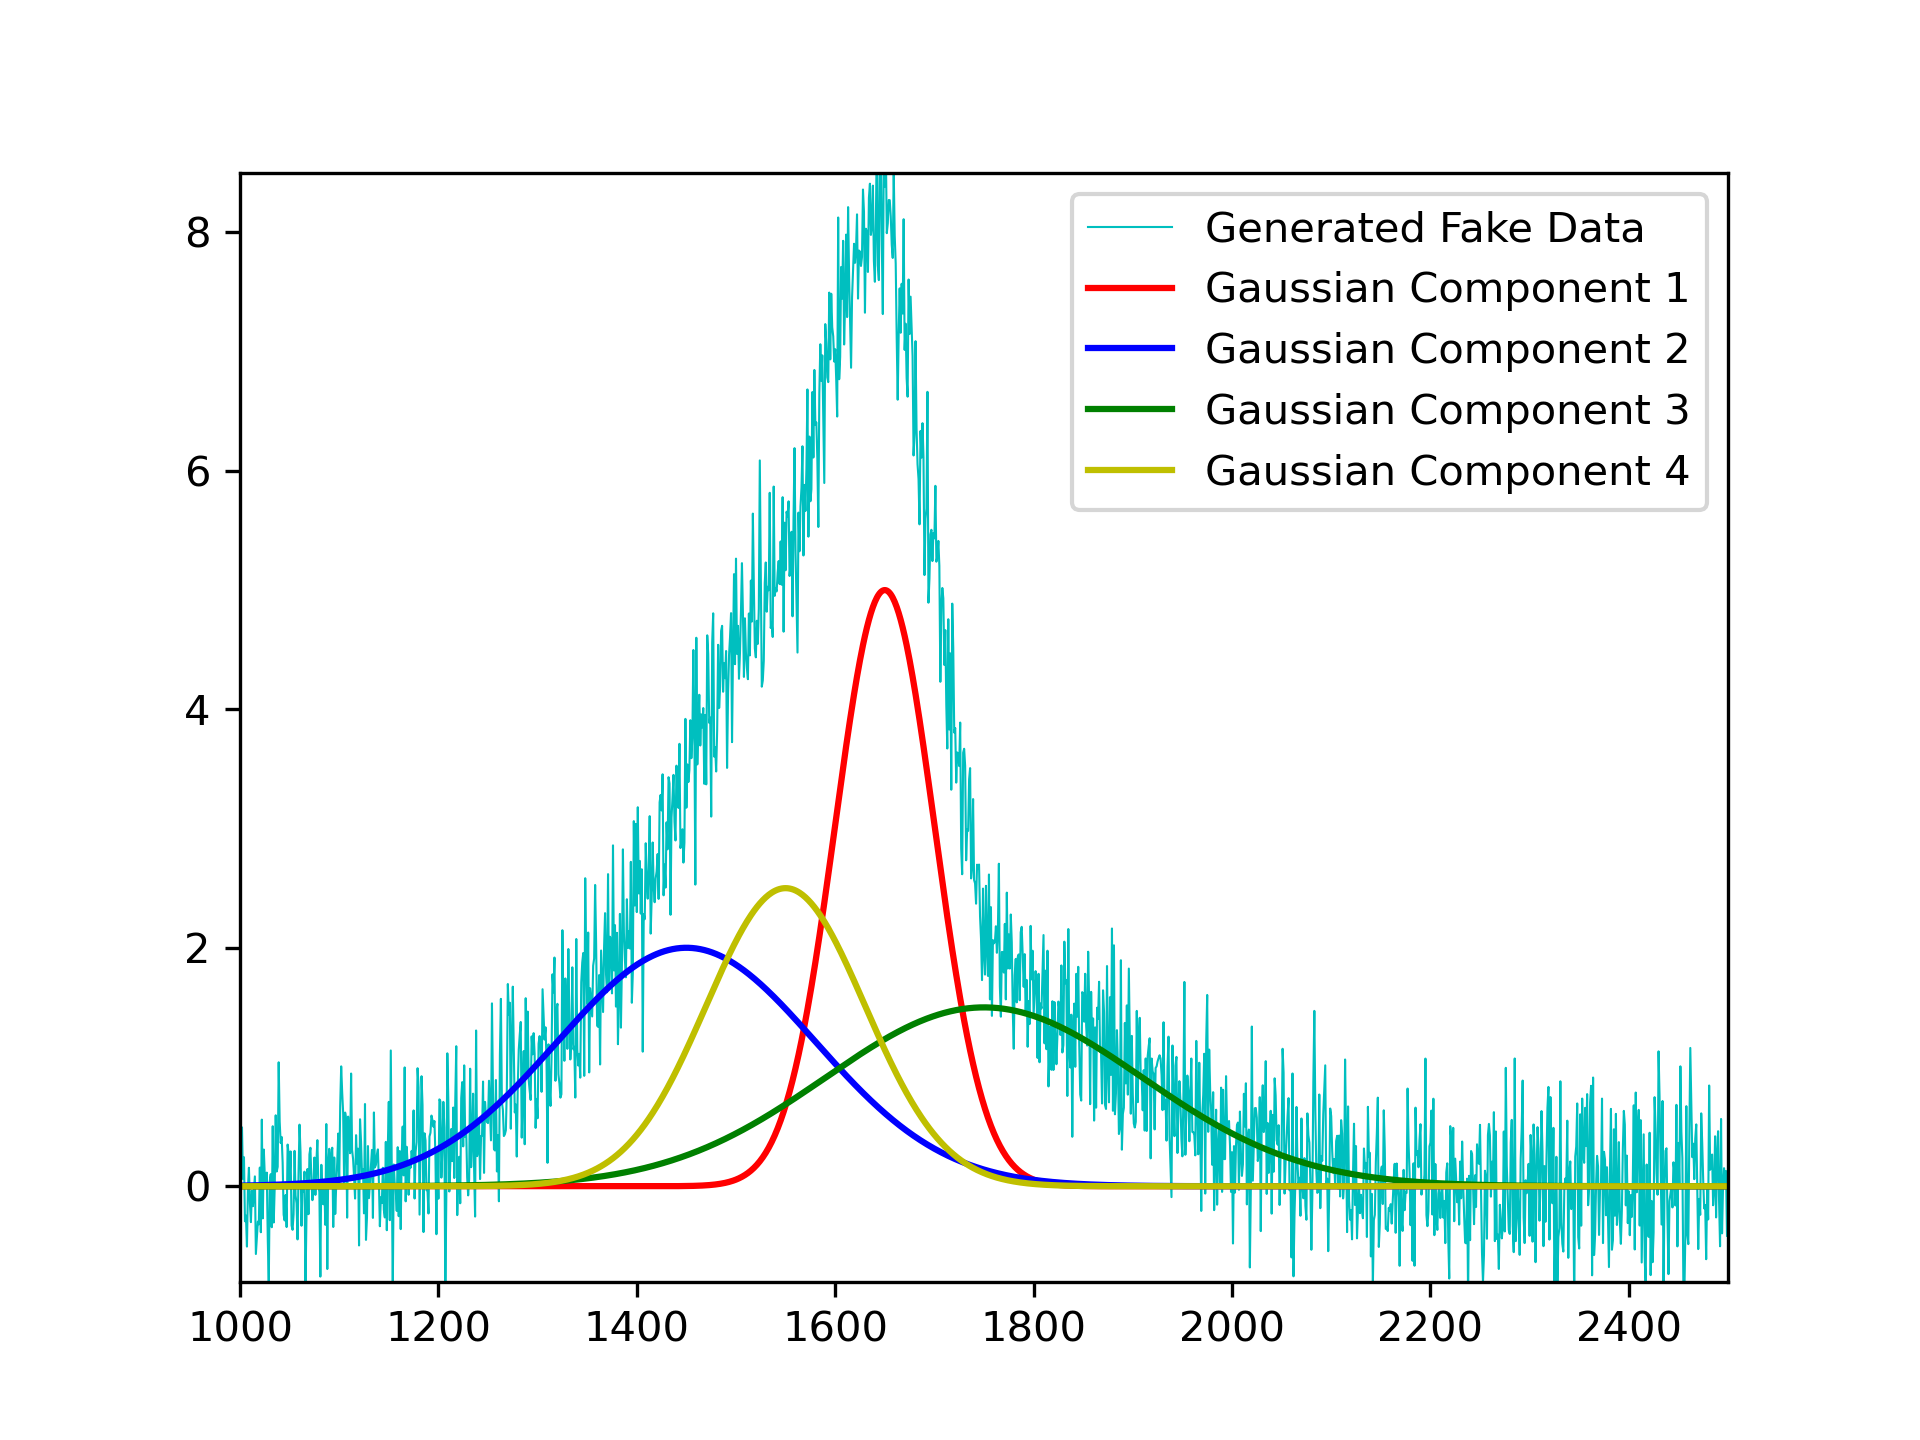 8
6
4
2
0
1000 1200 1400 1600 1800 2000 2200 2400
Generated Fake Data
Gaussian Component 1
Gaussian Component 2
Gaussian Component 3
Gaussian Component 4